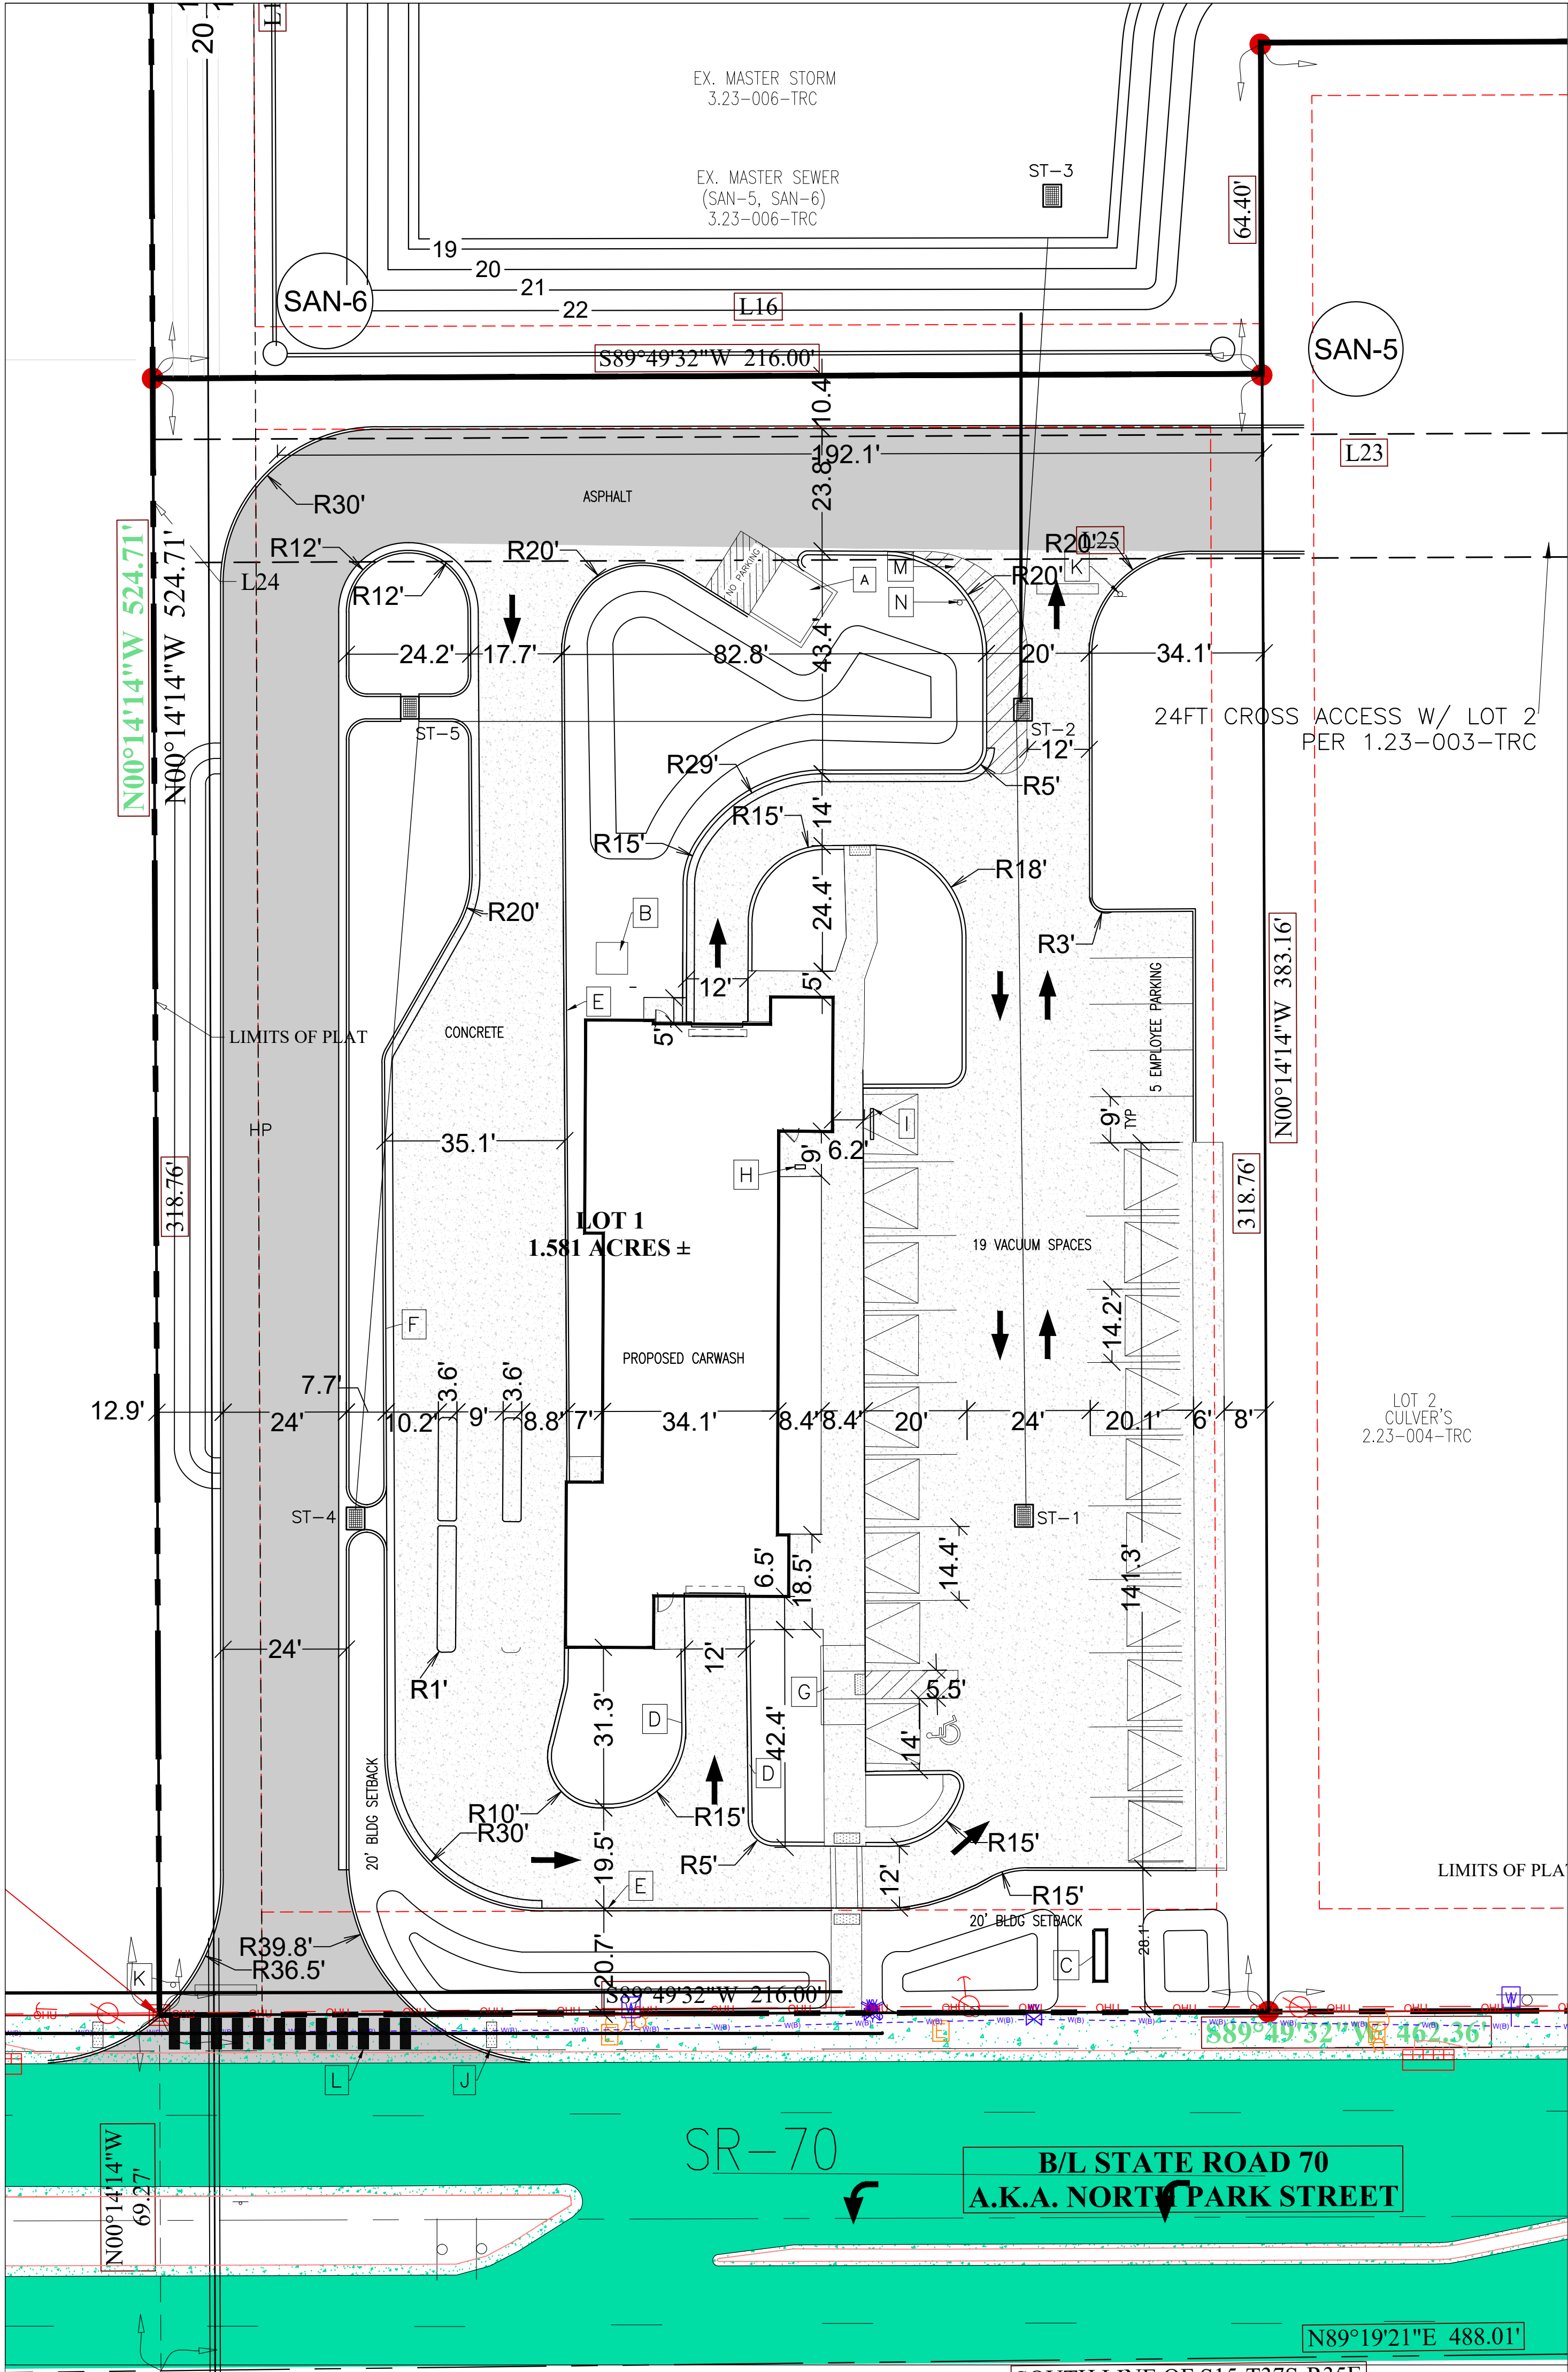 20
EX. MASTER STORM
3.23-006-TRC
EX. MASTER SEWER
(SAN-5, SAN-6)
3.23-006-TRC
ST-3
64.40'
19
20
21
22
L16
SAN-6
SAN-5
S89°49'32"W 216.00'
10.4
192.1'
23.8'
L23
ASPHALT
R30'
R12'
R12'
R20'
NO PARKING
A
M
N
R20'
R20'
L25
K
L24
N00°14'14"W 524.71'
N00°14'14"W 524.71'
24.2'
17.7'
82.8'
43.4'
20'
34.1'
24FT CROSS ACCESS W/ LOT 2
PER 1.23-003-TRC
ST-5
ST-2
12'
R29'
R5'
R15'
R15'
14'
R18'
24.4'
R20'
B
R3'
N00°14'14"W 383.16'
12'
5'
5'
E
CONCRETE
LIMITS OF PLAT
5 EMPLOYEE PARKING
HP
35.1'
9'
TYP
I
6.2'
9'
H
318.76'
318.76'
LOT 1
1.581 ACRES ±
19 VACUUM SPACES
14.2'
F
PROPOSED CARWASH
7.7'
3.6'
3.6'
12.9'
24'
10.2'
9'
8.8'
7'
34.1'
8.4'
8.4'
20'
24'
20.1'
6'
8'
LOT 2
CULVER'S
2.23-004-TRC
ST-4
ST-1
6.5'
18.5'
14.4'
141.3'
24'
12'
R1'
G
5.5'
31.3'
D
42.4'
14'
D
20' BLDG SETBACK
R10'
R30'
R15'
R15'
R5'
19.5'
12'
E
R15'
LIMITS OF PLA
20' BLDG SETBACK
28.1'
C
R39.8'
R36.5'
20.7'
K
S89°49'32"W 216.00'
OHU OHU OHU OHU OHU OHU
W(B) W(B) W(B) W(B)
W
W
E
S89°49'32"W 462.36'
L
J
SR-70
B/L STATE ROAD 70
A.K.A. NORTH PARK STREET
N00°14'14"W
69.27'
N89°19'21"E 488.01'